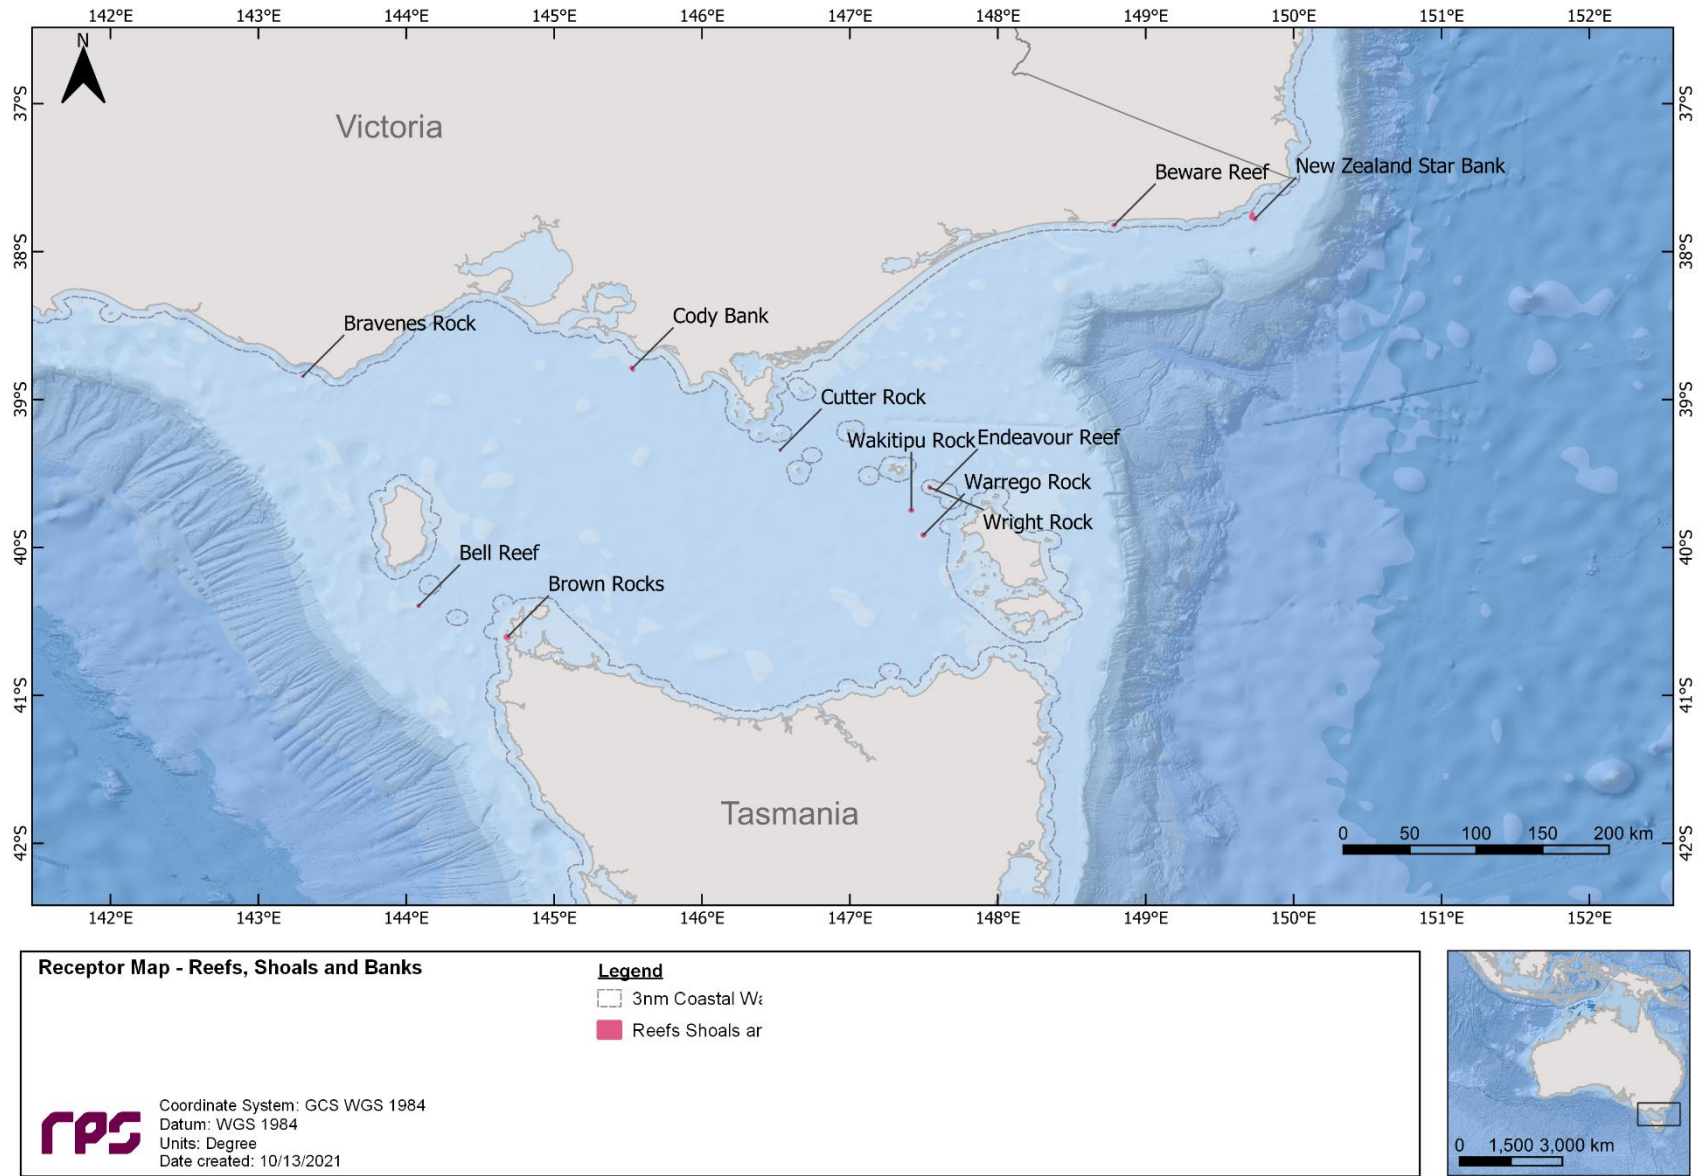 142°E 143°E 144°E 145°E 146°E 147°E 148°E 149°E 150°E 151°E 152°E
N
37°S 37°S
Victoria
Beware Reef
New Zealand Star Bank
38°S 38°S
Bravenes Rock
Cody Bank
39°S 39°S
Cutter Rock
Wakitipu Rock
Endeavour Reef
Warrego Rock
Wright Rock
40°S 40°S
Bell Reef
Brown Rocks
41°S 41°S
Tasmania
42°S 42°S
0 50 100 150 200 km
142°E 143°E 144°E 145°E 146°E 147°E 148°E 149°E 150°E 151°E 152°E
Receptor Map - Reefs, Shoals and Banks
Legend
3nm Coastal Wa
Reefs Shoals ar
rps
Coordinate System: GCS WGS 1984
Datum: WGS 1984
Units: Degree
Date created: 10/13/2021
0 1,500 3,000 km